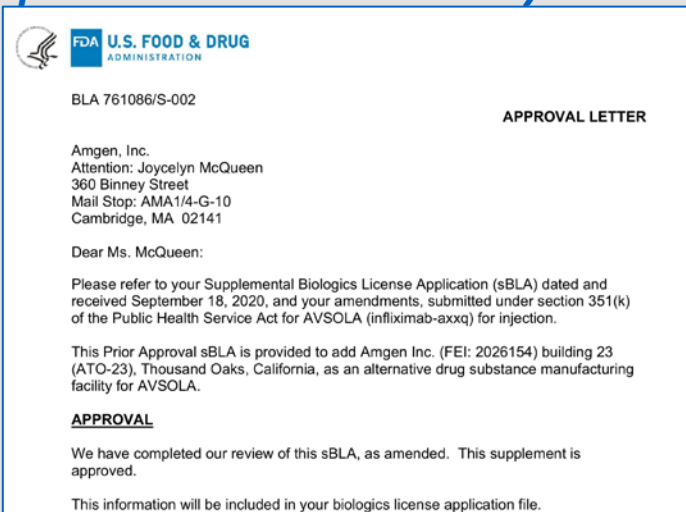 FDA U.S. FOOD & DRUG
ADMINISTRATION
BLA 761086/S-002
APPROVAL LETTER
Amgen, Inc.
Attention: Joycelyn McQueen
360 Binney Street
Mail Stop: AMA1/4-G-10
Cambridge, MA 02141
Dear Ms. McQueen:
Please refer to your Supplemental Biologics License Application (sBLA) dated and
received September 18, 2020, and your amendments, submitted under section 351(k)
of the Public Health Service Act for AVSOLA (infliximab-axxq) for injection.
This Prior Approval sBLA is provided to add Amgen Inc. (FEI: 2026154) building 23
(ATO-23), Thousand Oaks, California, as an alternative drug substance manufacturing
facility for AVSOLA.
APPROVAL
We have completed our review of this sBLA, as amended. This supplement is
approved.
This information will be included in your biologics license application file.